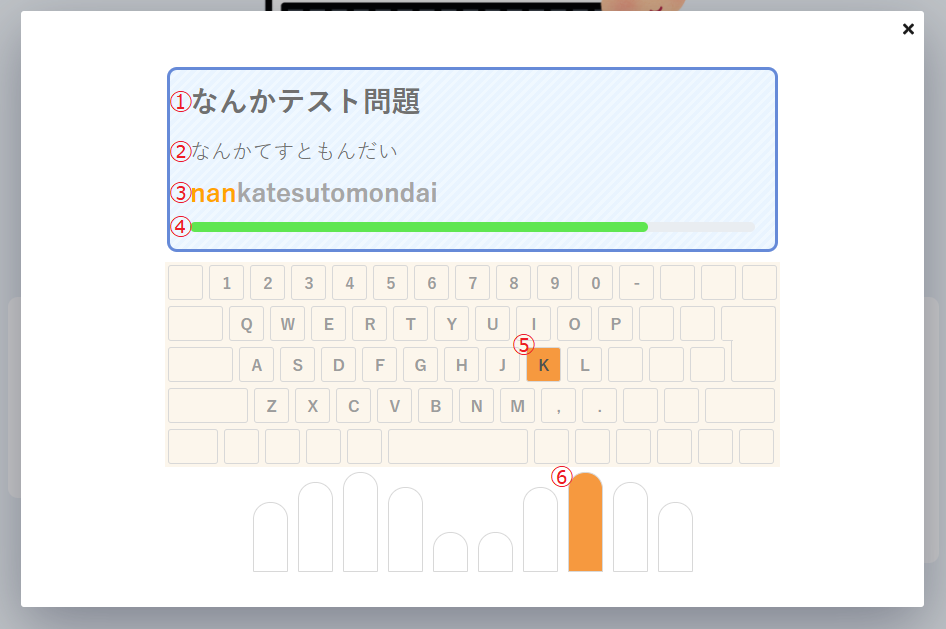 ×
①なんかテスト問題
②なんかてすともんだい
③nankatesutomondai
④
1 2 3 4 5 6 7 8 9 0 -
Q W E R T Y U I O P
⑤
A S D F G H J K L
Z X C V B N M , .
⑥